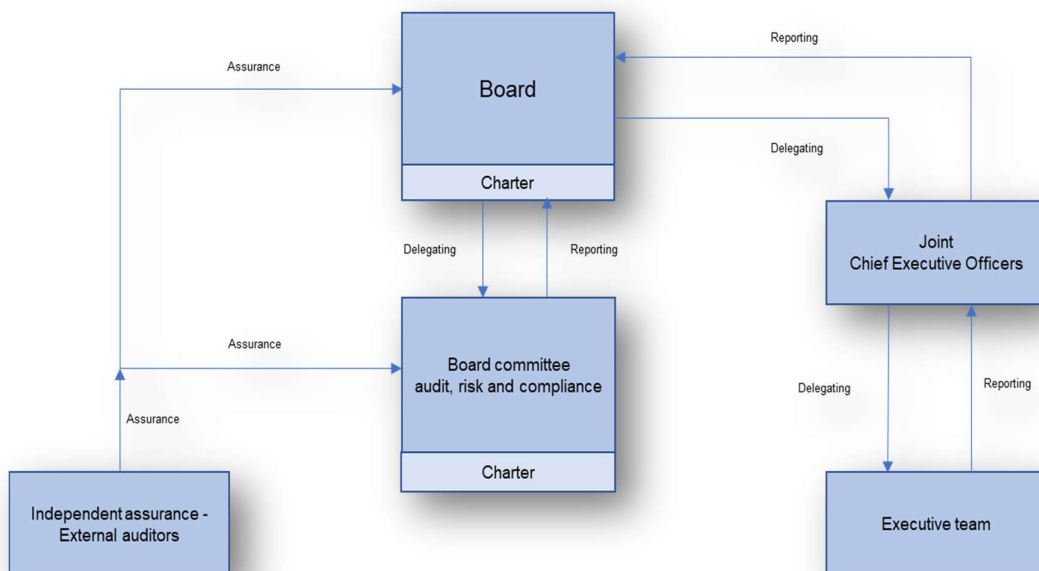 Reporting
Assurance
Board
Delegating
Charter
Joint
Chief Executive Officers
Delegating
Reporting
Assurance
Board committee
audit, risk and compliance
Delegating
Reporting
Assurance
Charter
Independent assurance -
External auditors
Executive team